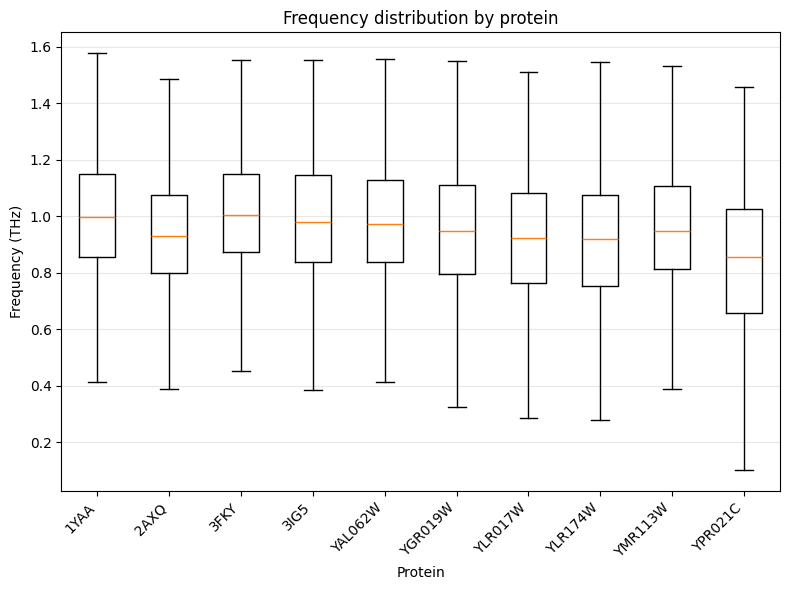 Frequency distribution by protein
Frequency (THz)
1.6
1.4
1.2
1.0
0.8
0.6
0.4
0.2
1YAA
2AXQ
3FKY
3IG5
YAL062W
YGR019W
YLR017W
YLR174W
YMR113W
YPR021C
Protein